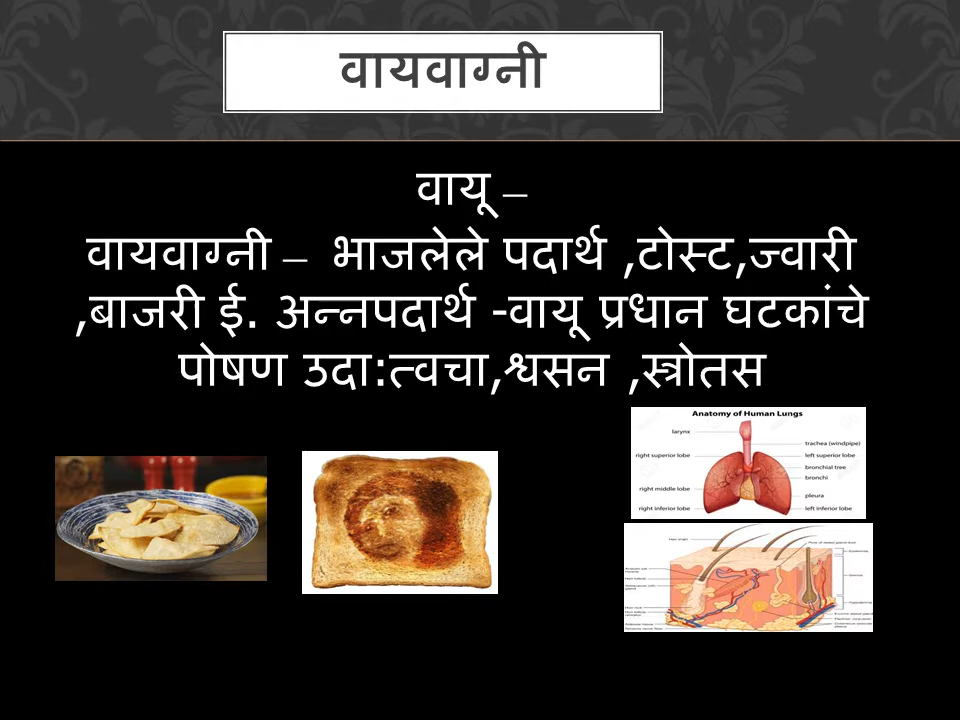 वायवाग्नी
वायू –
वायवाग्नी – भाजलेले पदार्थ ,टोस्ट,ज्वारी
,बाजरी ई. अन्नपदार्थ -वायू प्रधान घटकांचे
पोषण उदा:त्वचा,श्वसन ,स्त्रोतस
Anatomy of Human Lungs
larynx
trachea (windpipe)
right superior lobe
left superior lobe
bronchial tree
bronchi
right middle lobe
pleura
right inferior lobe
left inferior lobe